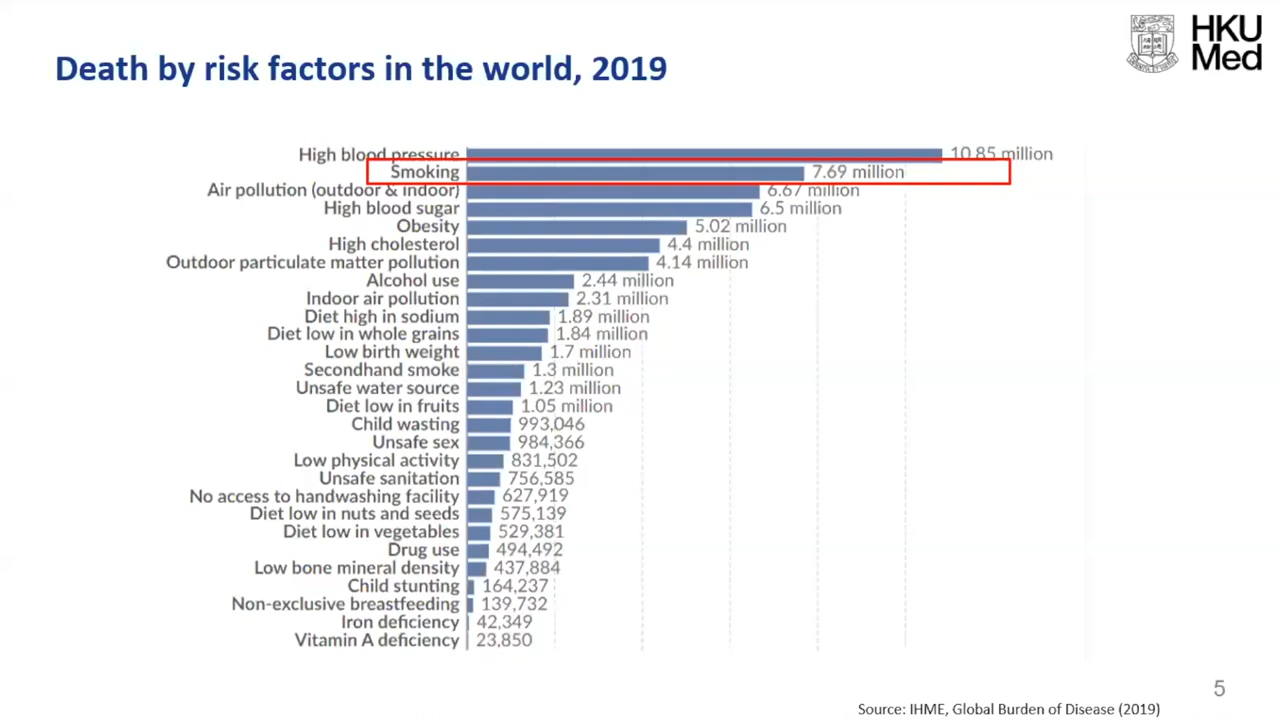 HKU
Med
Death by risk factors in the world, 2019
High blood pressure 10.85 million
Smoking 7.69 million
Air pollution (outdoor & indoor) 6.67 million
High blood sugar 6.5 million
Obesity 5.02 million
High cholesterol 4.4 million
Outdoor particulate matter pollution 4.14 million
Alcohol use 2.44 million
Indoor air pollution 2.31 million
Diet high in sodium 1.89 million
Diet low in whole grains 1.84 million
Low birth weight 1.7 million
Secondhand smoke 1.3 million
Unsafe water source 1.23 million
Diet low in fruits 1.05 million
Child wasting 993,046
Unsafe sex 984,366
Low physical activity 831,502
Unsafe sanitation 756,585
No access to handwashing facility 627,919
Diet low in nuts and seeds 575,139
Diet low in vegetables 529,381
Drug use 494,492
Low bone mineral density 437,884
Child stunting 164,237
Non-exclusive breastfeeding 139,732
Iron deficiency 42,349
Vitamin A deficiency 23,850
5
Source: IHME, Global Burden of Disease (2019)